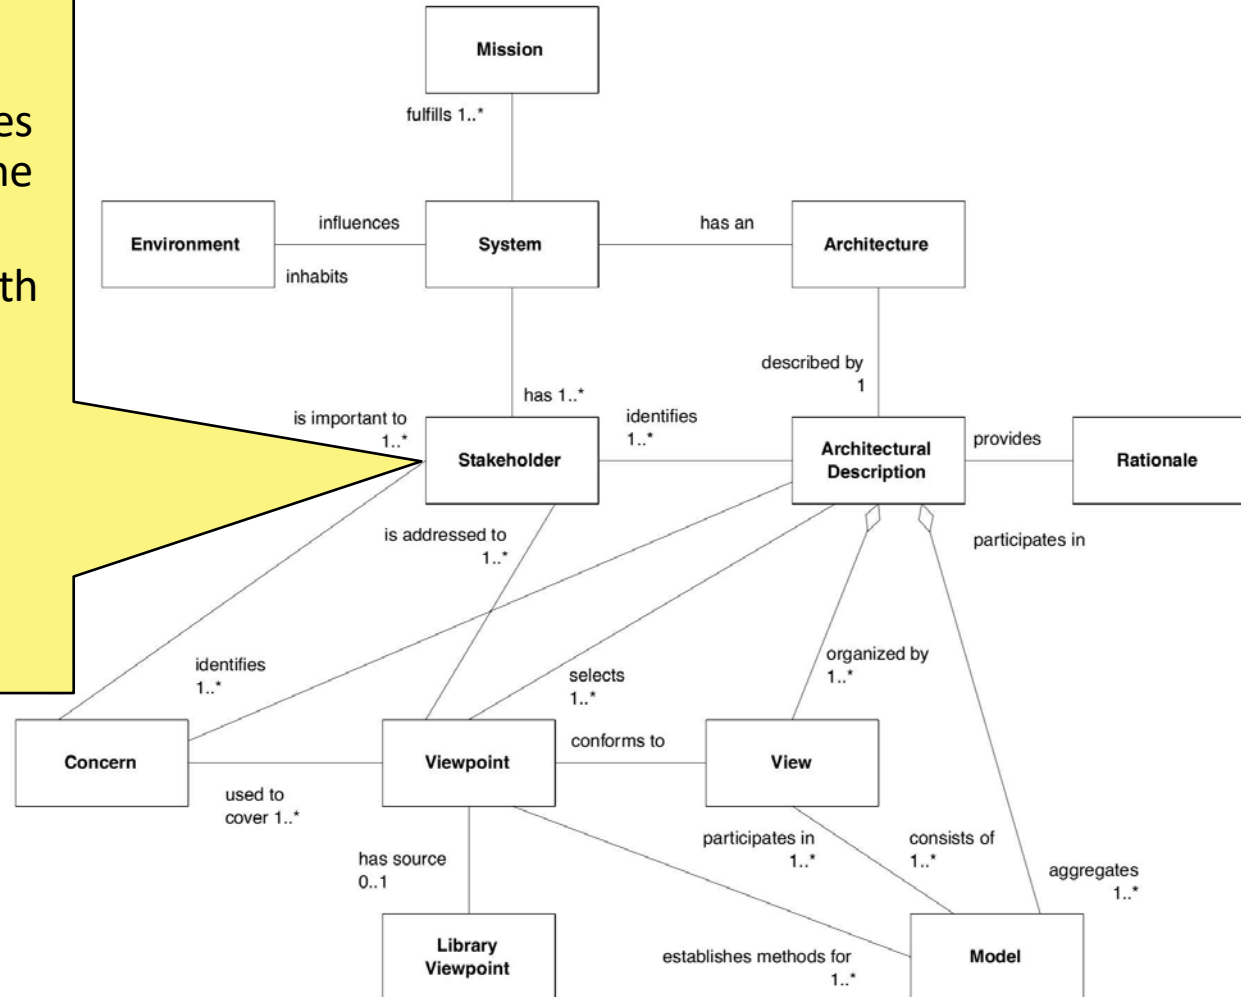 Mission
fulfills 1..*
es
ne
th
Environment
influences
inhabits
System
has an
Architecture
described by
1
has 1..*
is important to
1..*
identifies
1..*
Stakeholder
Architectural
Description
provides
Rationale
is addressed to
1..*
participates in
identifies
1..*
selects
1..*
organized by
1..*
Concern
used to
cover 1..*
Viewpoint
conforms to
View
has source
0..1
participates in
1..*
consists of
1..*
aggregates
1..*
Library
Viewpoint
establishes methods for
1..*
Model